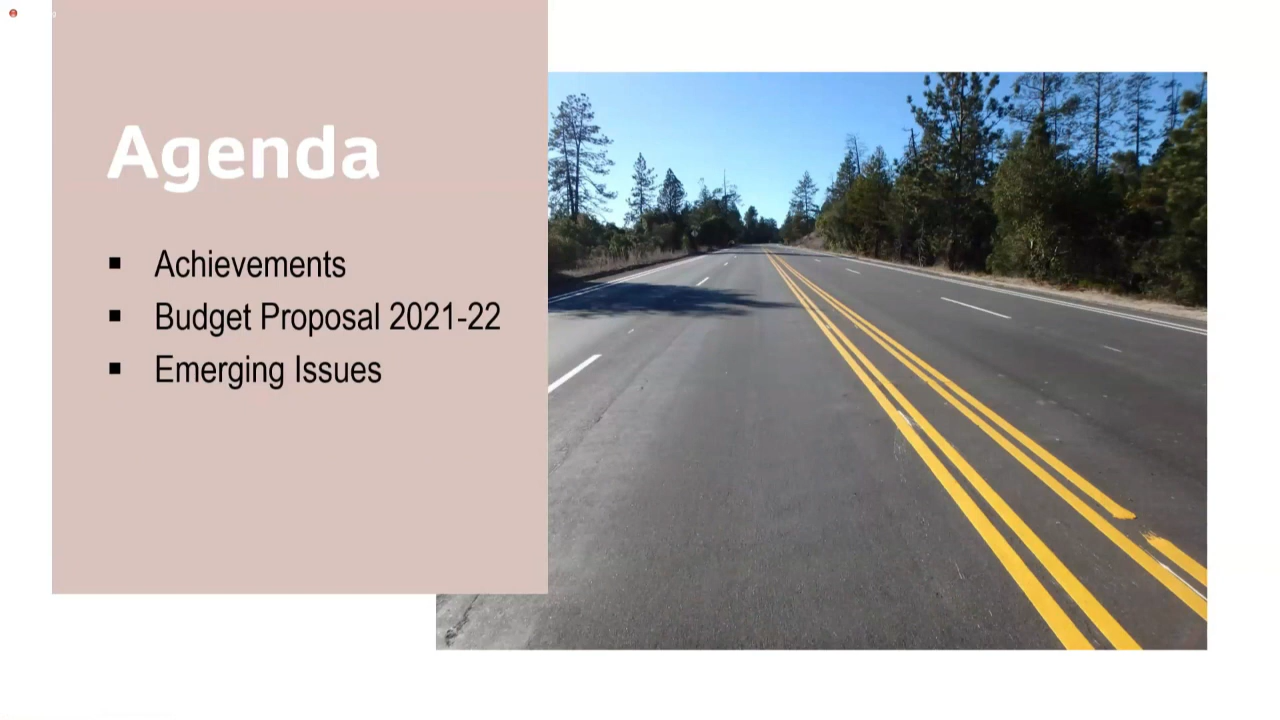 Agenda
▪ Achievements
▪ Budget Proposal 2021-22
▪ Emerging Issues